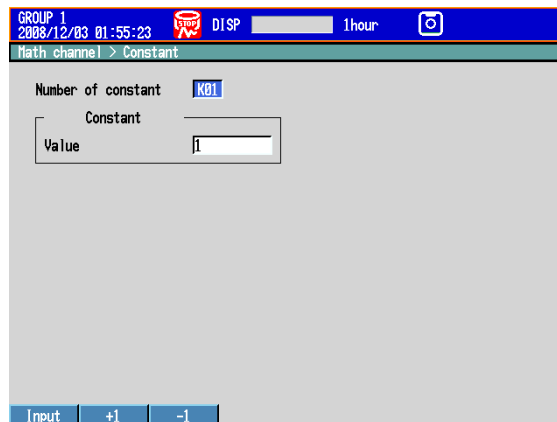 GROUP 1
2008/12/03 01:55:23 STOP DISP 1hour
Math channel > Constant
Number of constant K01
Constant
Value 1
Input +1 -1